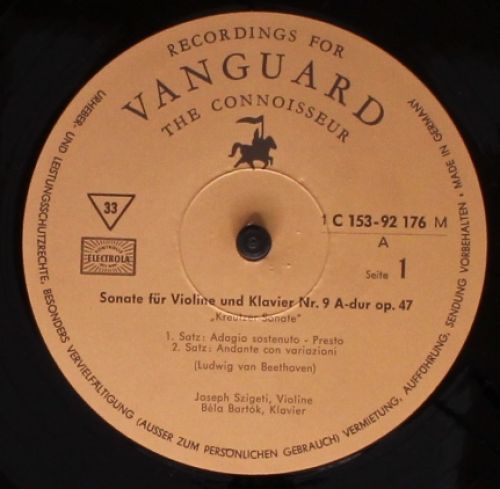 RECORDINGS FOR
VANGUARD
THE CONNOISSEUR
33
ELECTROLA
1 C 153-92 176 M
A
Seite 1
Sonate für Violine und Klavier Nr. 9 A-dur op. 47
„Kreutzer Sonate"
1. Satz: Adagio sostenuto - Presto
2. Satz: Andante con variazioni
(Ludwig van Beethoven)
Joseph Szigeti, Violine
Béla Bartók, Klavier
URHEBER- UND LEISTUNGSSCHUTZRECHTE, BESONDERS VERVIELFÄLTIGUNG (AUSSER ZUM PERSÖNLICHEN GEBRAUCH) VERMIETUNG, AUFFÜHRUNG, SENDUNG VORBEHALTEN • MADE IN GERMANY